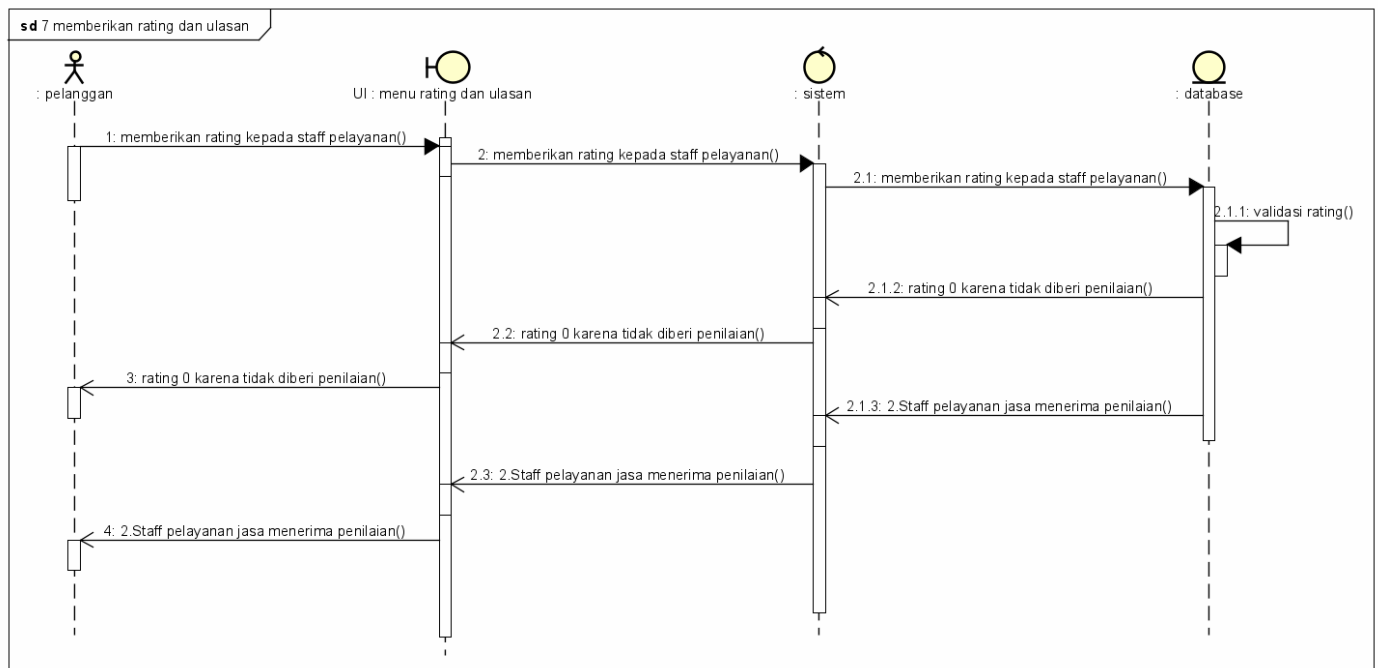 sd 7 memberikan rating dan ulasan
: pelanggan
UI : menu rating dan ulasan
: sistem
: database
1: memberikan rating kepada staff pelayanan()
2: memberikan rating kepada staff pelayanan()
2.1: memberikan rating kepada staff pelayanan()
2.1.1: validasi rating()
2.1.2: rating 0 karena tidak diberi penilaian()
2.2: rating 0 karena tidak diberi penilaian()
3: rating 0 karena tidak diberi penilaian()
2.1.3: 2.Staff pelayanan jasa menerima penilaian()
2.3: 2.Staff pelayanan jasa menerima penilaian()
4: 2.Staff pelayanan jasa menerima penilaian()